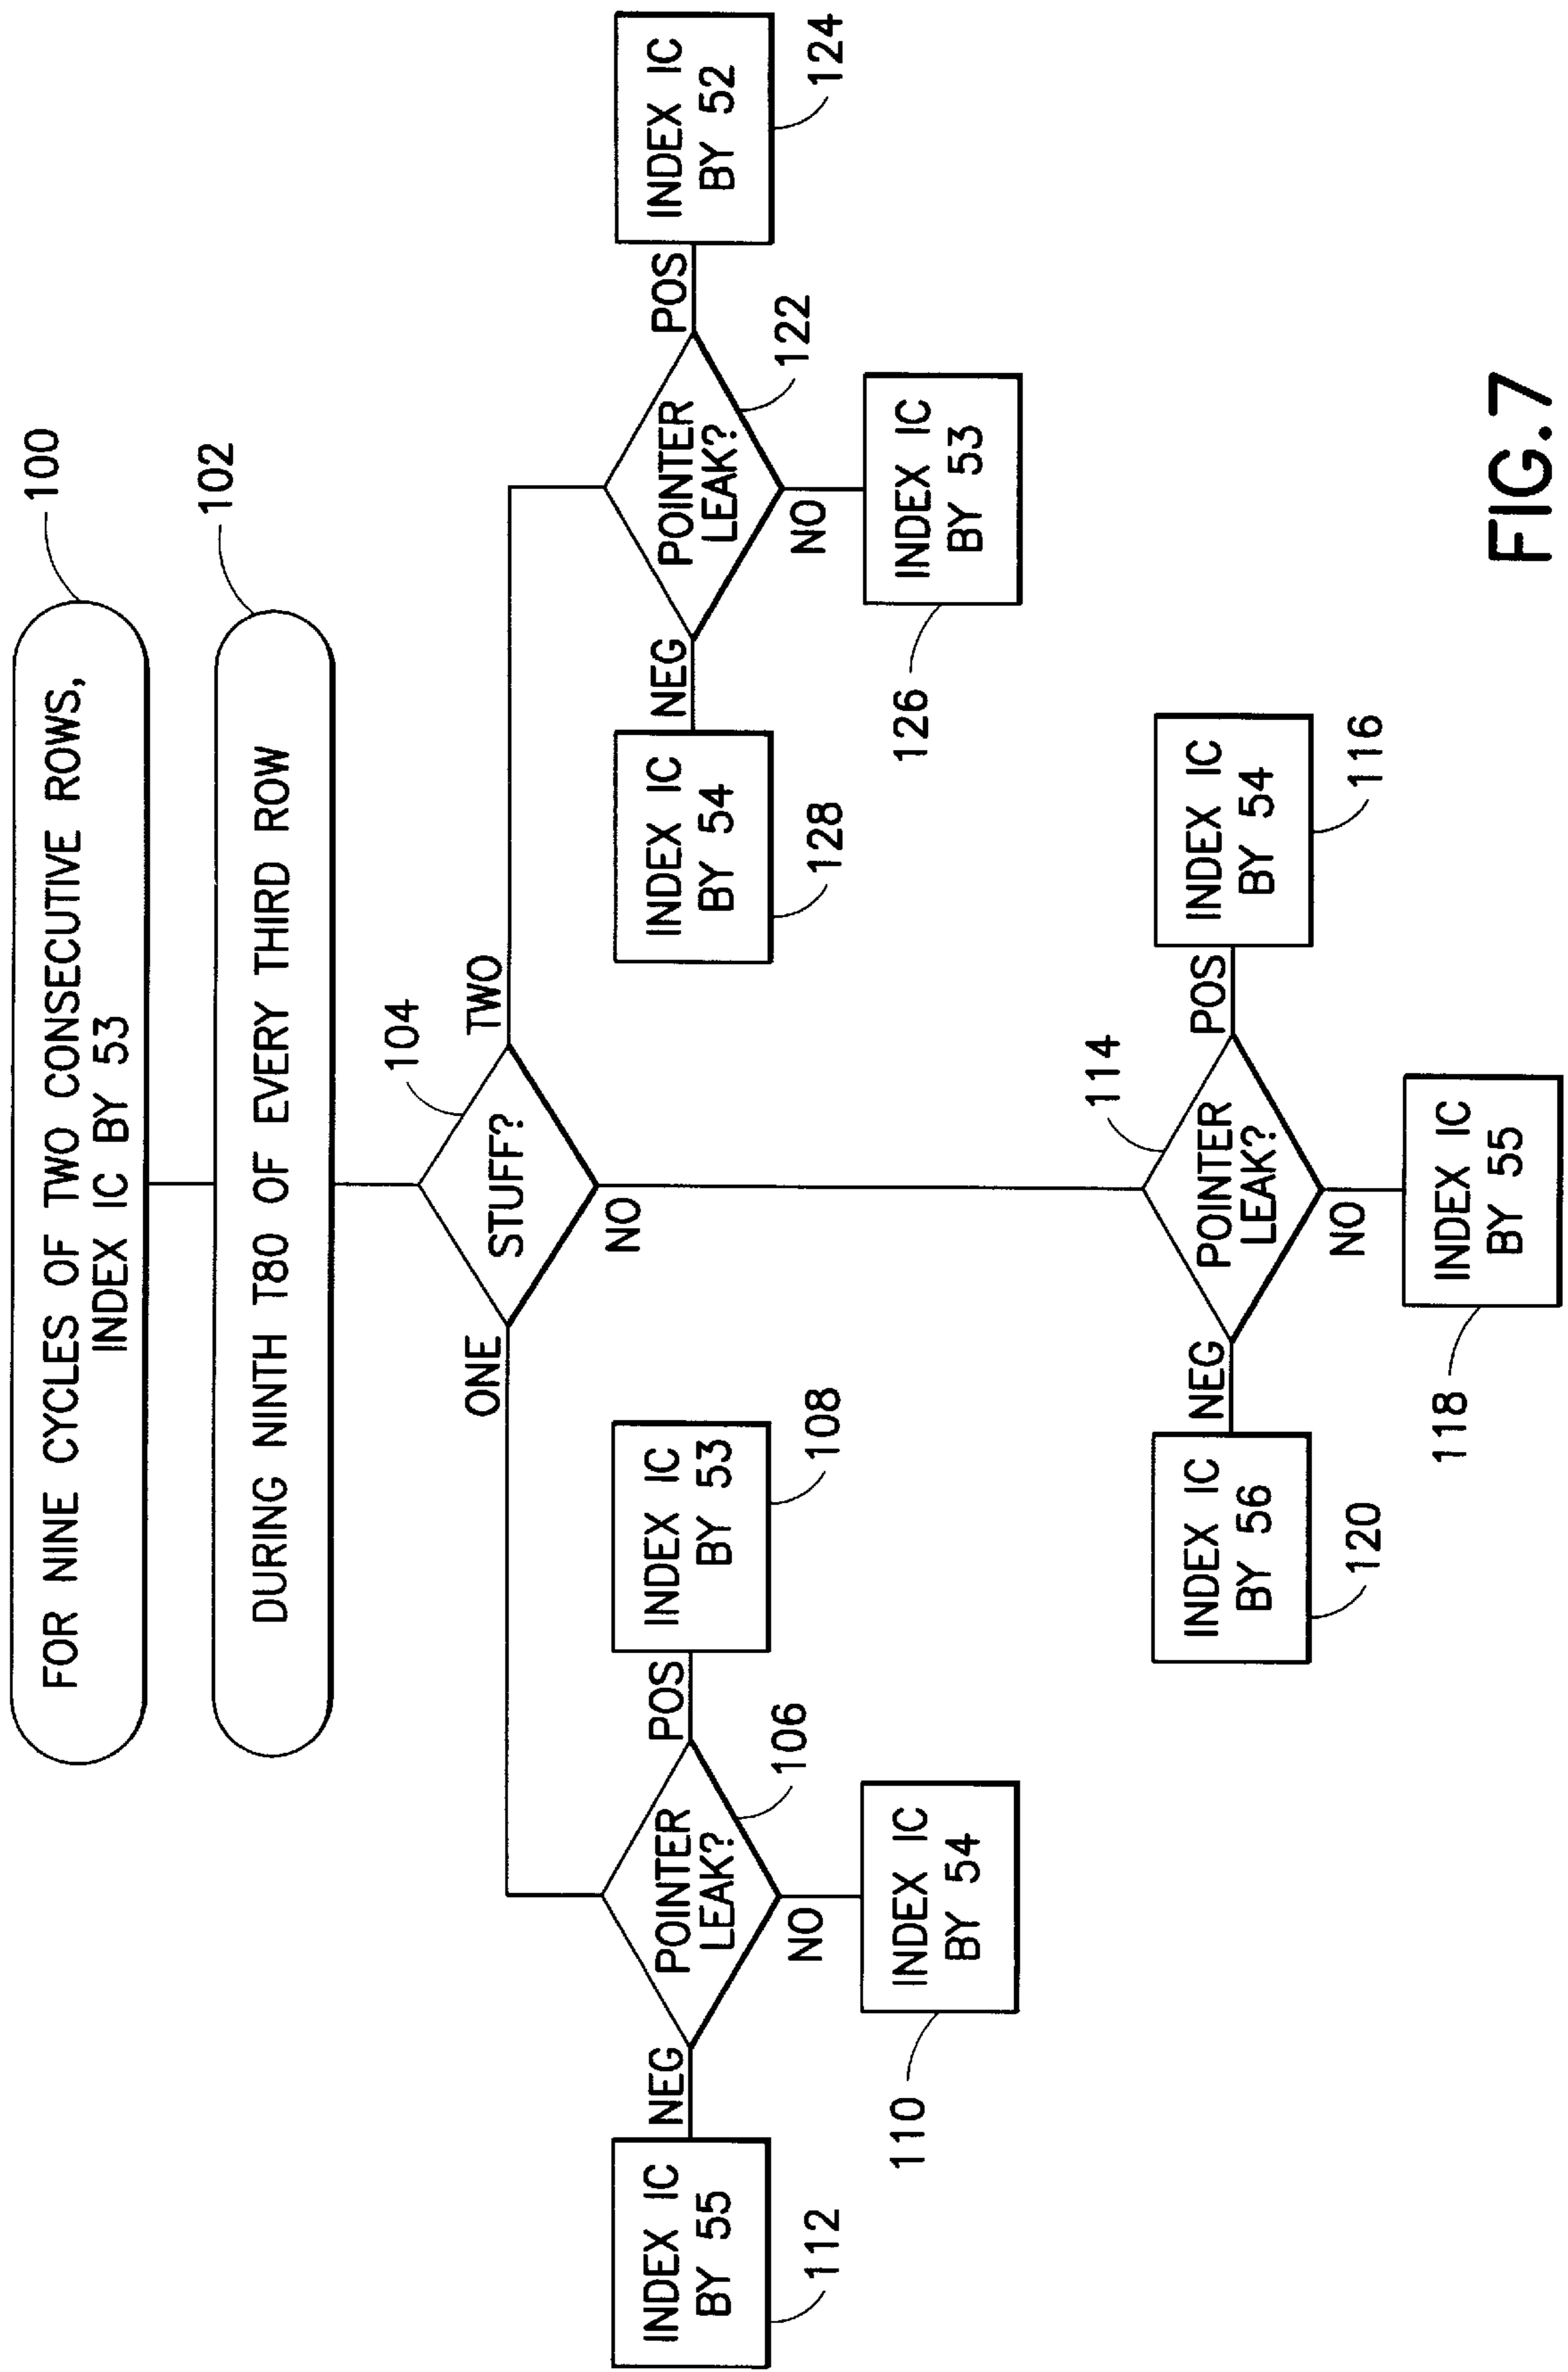 FOR NINE CYCLES OF TWO CONSECUTIVE ROWS,
INDEX IC BY 53
100
DURING NINTH T80 OF EVERY THIRD ROW
102
STUFF?
104
ONE
TWO
NO
POINTER
LEAK?
106
NEG
POS
NO
INDEX IC
BY 55
112
INDEX IC
BY 53
108
INDEX IC
BY 54
110
POINTER
LEAK?
122
NEG
POS
NO
INDEX IC
BY 54
128
INDEX IC
BY 52
124
INDEX IC
BY 53
126
POINTER
LEAK?
114
NEG
POS
NO
INDEX IC
BY 56
120
INDEX IC
BY 54
116
INDEX IC
BY 55
118
FIG.7